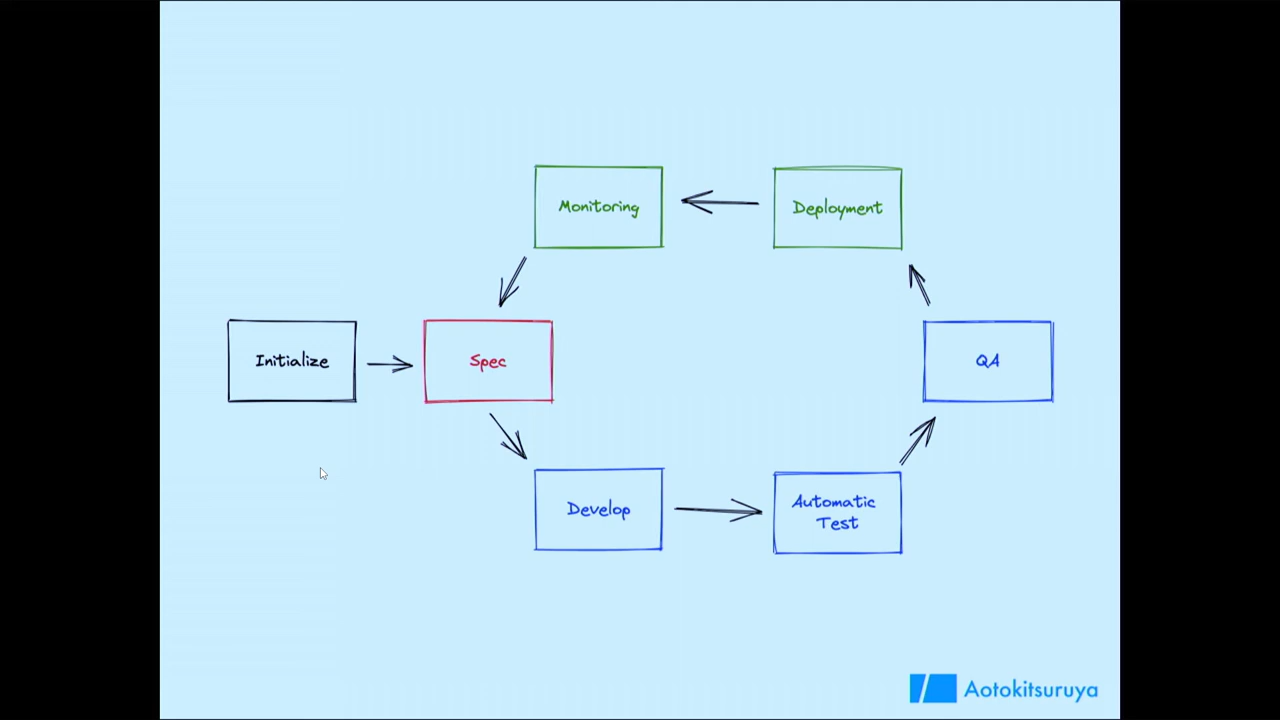 Monitoring
Deployment
Initialize
Spec
QA
Develop
Automatic
Test
Aotokitsuruya